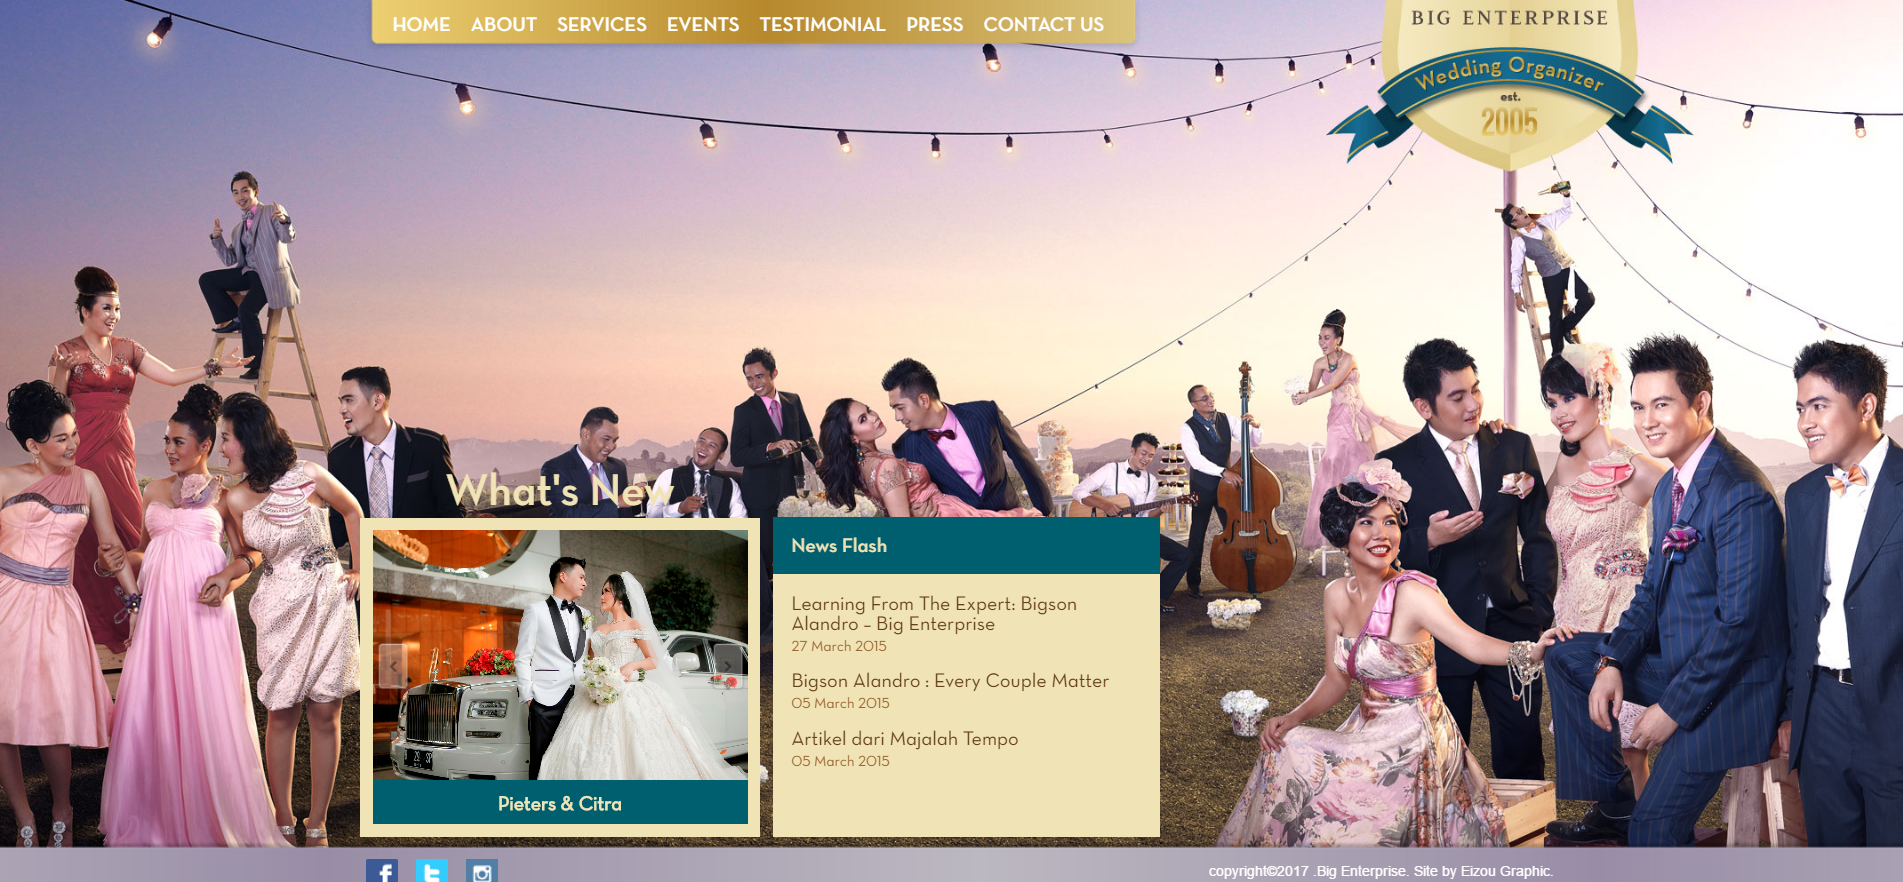 HOME ABOUT SERVICES EVENTS TESTIMONIAL PRESS CONTACT US
BIG ENTERPRISE
Wedding Organizer
est.
2005
What's New
Pieters & Citra
News Flash
Learning From The Expert: Bigson
Alandro – Big Enterprise
27 March 2015
Bigson Alandro : Every Couple Matter
05 March 2015
Artikel dari Majalah Tempo
05 March 2015
copyright©2017 .Big Enterprise. Site by Eizou Graphic.